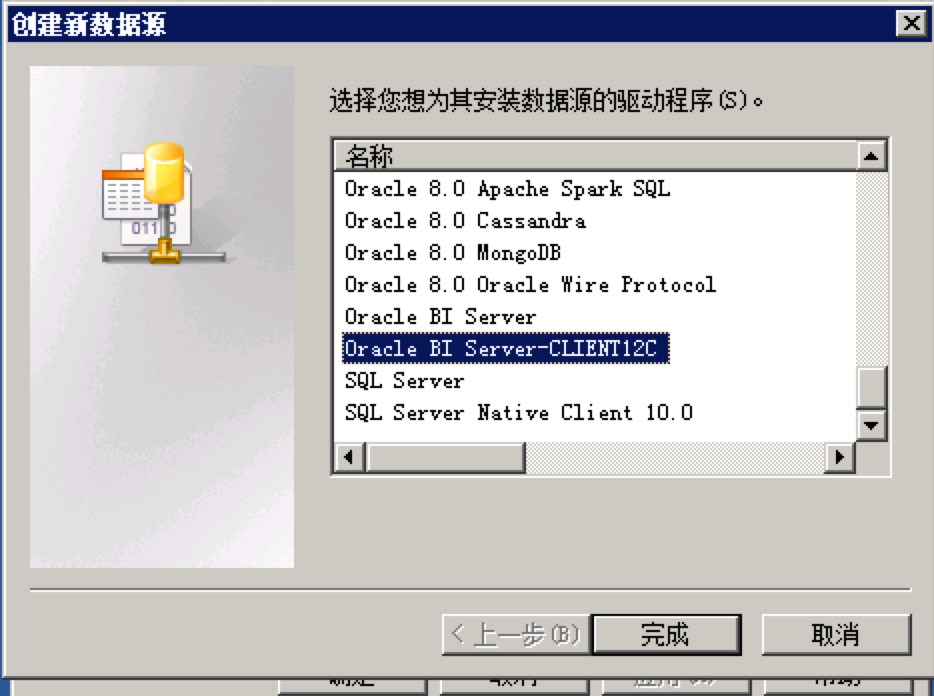 创建新数据源
选择您想为其安装数据源的驱动程序(S)。
名称
Oracle 8.0 Apache Spark SQL
Oracle 8.0 Cassandra
Oracle 8.0 MongoDB
Oracle 8.0 Oracle Wire Protocol
Oracle BI Server
Oracle BI Server-CLIENT12C
SQL Server
SQL Server Native Client 10.0
< 上一步(B) 完成 取消